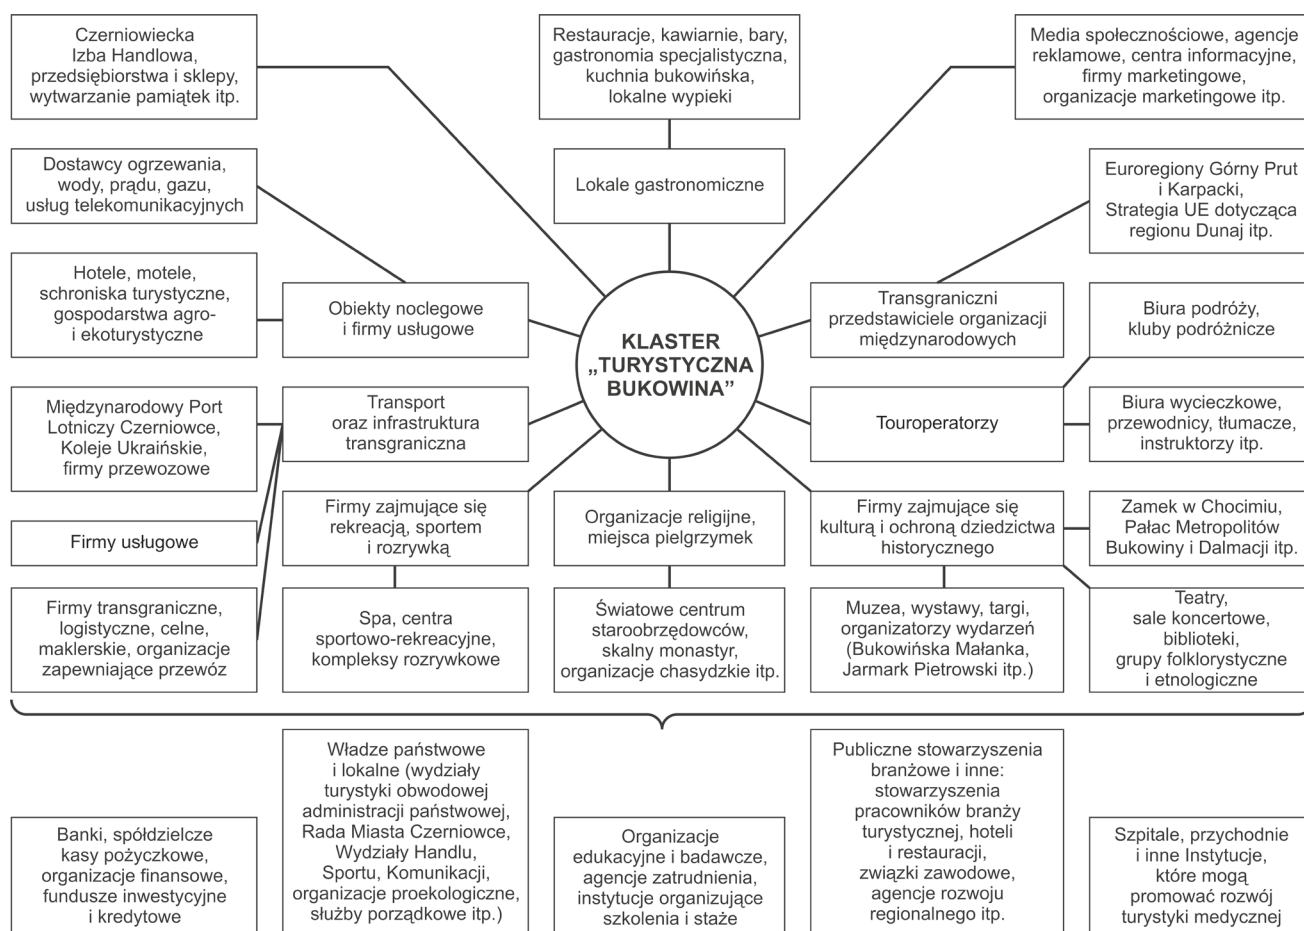 Czerniowiecka
Izba Handlowa,
przedsiębiorstwa i sklepy,
wytwarzanie pamiątek itp.
Restauracje, kawiarnie, bary,
gastronomia specjalistyczna,
kuchnia bukowińska,
lokalne wypieki
Media społecznościowe, agencje
reklamowe, centra informacyjne,
firmy marketingowe,
organizacje marketingowe itp.
Dostawcy ogrzewania,
wody, prądu, gazu,
usług telekomunikacyjnych
Lokale gastronomiczne
Euroregiony Górny Prut
i Karpacki,
Strategia UE dotycząca
regionu Dunaj itp.
Hotele, motele,
schroniska turystyczne,
gospodarstwa agro-
i ekoturystyczne
Obiekty noclegowe
i firmy usługowe
KLASTER
„TURYSTYCZNA
BUKOWINA”
Transgraniczni
przedstawiciele organizacji
międzynarodowych
Biura podróży,
kluby podróżnicze
Międzynarodowy Port
Lotniczy Czerniowce,
Koleje Ukraińskie,
firmy przewozowe
Transport
oraz infrastruktura
transgraniczna
Touroperatorzy
Biura wycieczkowe,
przewodnicy, tłumacze,
instruktorzy itp.
Firmy usługowe
Firmy zajmujące się
rekreacją, sportem
i rozrywką
Organizacje religijne,
miejsca pielgrzymek
Firmy zajmujące się
kulturą i ochroną dziedzictwa
historycznego
Zamek w Chocimiu,
Pałac Metropolitów
Bukowiny i Dalmacji itp.
Firmy transgraniczne,
logistyczne, celne,
maklerskie, organizacje
zapewniające przewóz
Spa, centra
sportowo-rekreacyjne,
kompleksy rozrywkowe
Światowe centrum
staroobrzędowców,
skalny monastyr,
organizacje chasydzkie itp.
Muzea, wystawy, targi,
organizatorzy wydarzeń
(Bukowińska Małanka,
Jarmark Pietrowski itp.)
Teatry,
sale koncertowe,
biblioteki,
grupy folklorystyczne
i etnologiczne
Banki, spółdzielcze
kasy pożyczkowe,
organizacje finansowe,
fundusze inwestycyjne
i kredytowe
Władze państwowe
i lokalne (wydziały
turystyki obwodowej
administracji państwowej,
Rada Miasta Czerniowce,
Wydziały Handlu,
Sportu, Komunikacji,
organizacje proekologiczne,
służby porządkowe itp.)
Organizacje
edukacyjne i badawcze,
agencje zatrudnienia,
instytucje organizujące
szkolenia i staże
Publiczne stowarzyszenia
branżowe i inne:
stowarzyszenia
pracowników branży
turystycznej, hoteli
i restauracji,
związki zawodowe,
agencje rozwoju
regionalnego itp.
Szpitale, przychodnie
i inne Instytucje,
które mogą
promować rozwój
turystyki medycznej